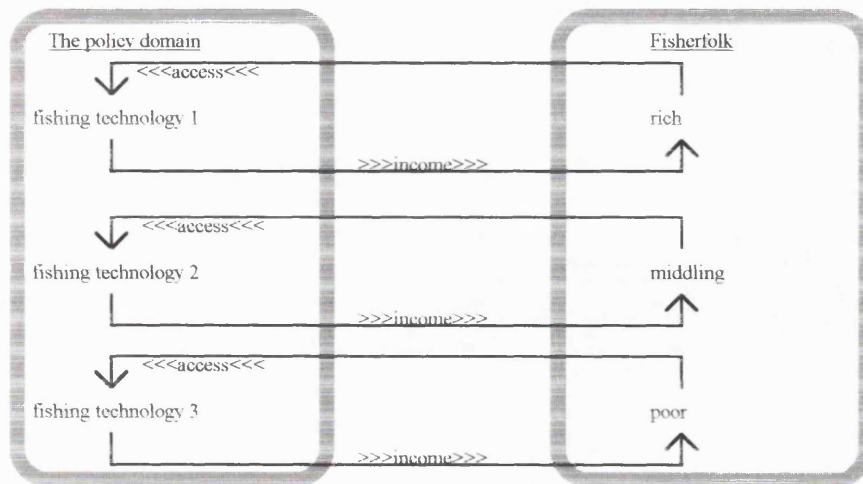 The policy domain
Fisherfolk
<<<access<<<
fishing technology 1
rich
>>>income>>>
<<<access<<<
fishing technology 2
middling
>>>income>>>
<<<access<<<
fishing technology 3
poor
>>>income>>>